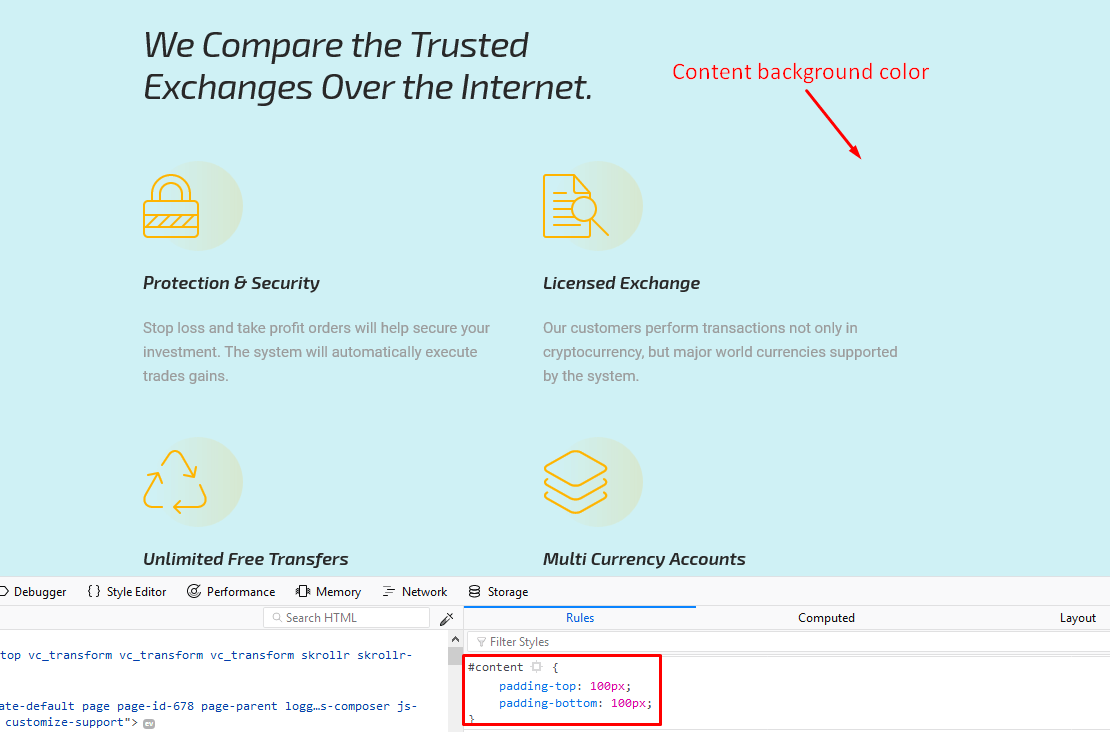 We Compare the Trusted
Exchanges Over the Internet.
Content background color
Protection & Security
Stop loss and take profit orders will help secure your
investment. The system will automatically execute
trades gains.
Licensed Exchange
Our customers perform transactions not only in
cryptocurrency, but major world currencies supported
by the system.
Unlimited Free Transfers
Multi Currency Accounts
Debugger
{ } Style Editor
Performance
Memory
Network
Storage
Search HTML
Rules
Computed
Layout
Filter Styles
top vc_transform vc_transform vc_transform skrollr skrollr-
ate-default page page-id-678 page-parent logg…s-composer js-
customize-support"> ev
#content {
padding-top: 100px;
padding-bottom: 100px;
}